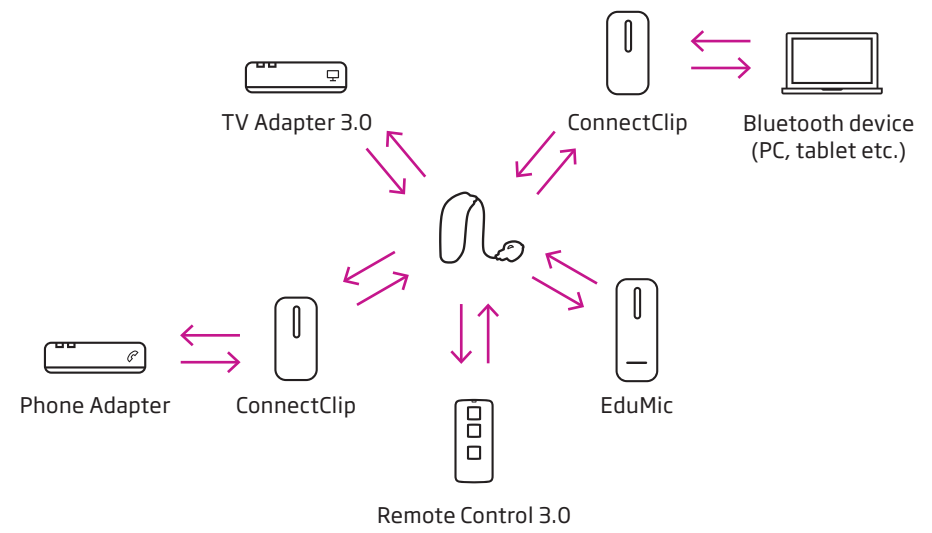 TV Adapter 3.0
ConnectClip
Bluetooth device
(PC, tablet etc.)
Phone Adapter
ConnectClip
EduMic
Remote Control 3.0